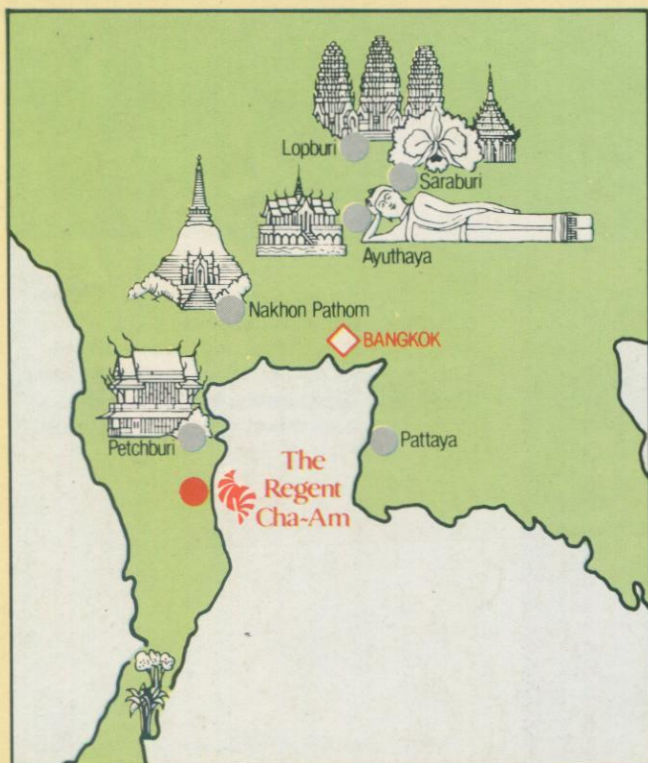 Lopburi
Saraburi
Ayuthaya
Nakhon Pathom
BANGKOK
Petchburi
Pattaya
The
Regent
Cha-Am